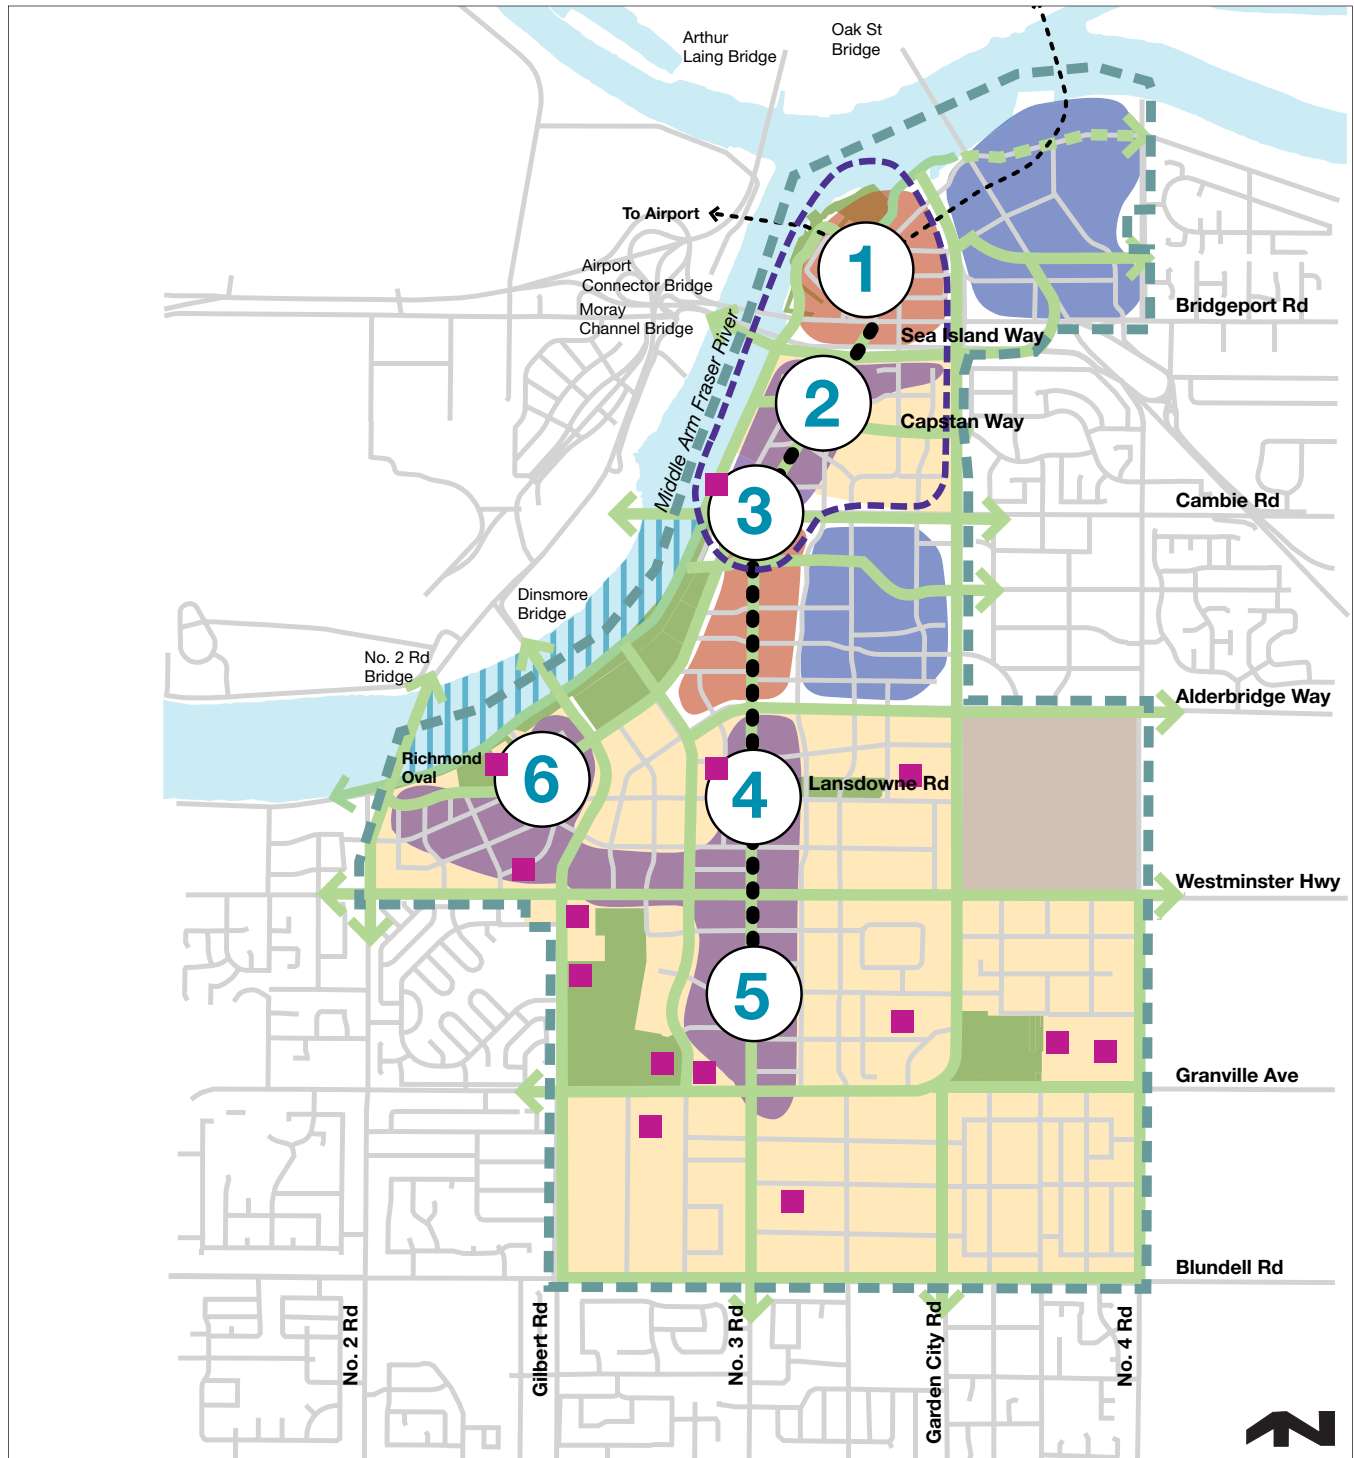 Arthur
Laing Bridge
Oak St
Bridge
To Airport
1
Airport
Connector Bridge
Moray
Channel Bridge
Bridgeport Rd
Sea Island Way
Middle Arm Fraser River
2
Capstan Way
3
Cambie Rd
Dinsmore
Bridge
No. 2 Rd
Bridge
Alderbridge Way
Richmond
Oval
6
4
Lansdowne Rd
Westminster Hwy
5
Granville Ave
Blundell Rd
No. 2 Rd
Gilbert Rd
No. 3 Rd
Garden City Rd
No. 4 Rd
N